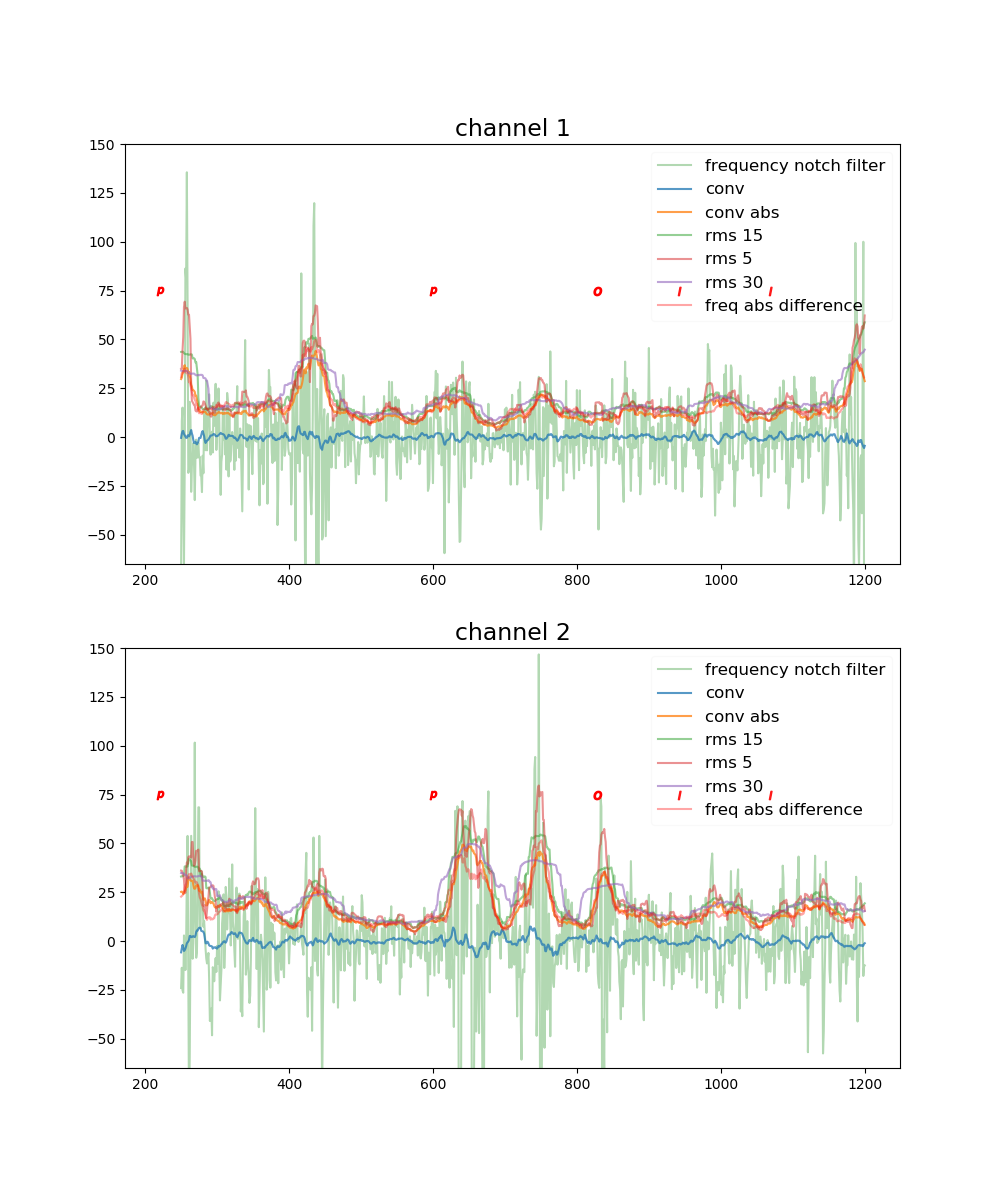 channel 1
150
125
100
75
50
25
0
−25
−50
frequency notch filter
conv
conv abs
rms 15
rms 5
rms 30
freq abs difference
P P O I I
200 400 600 800 1000 1200
channel 2
150
125
100
75
50
25
0
−25
−50
frequency notch filter
conv
conv abs
rms 15
rms 5
rms 30
freq abs difference
P P O I I
200 400 600 800 1000 1200